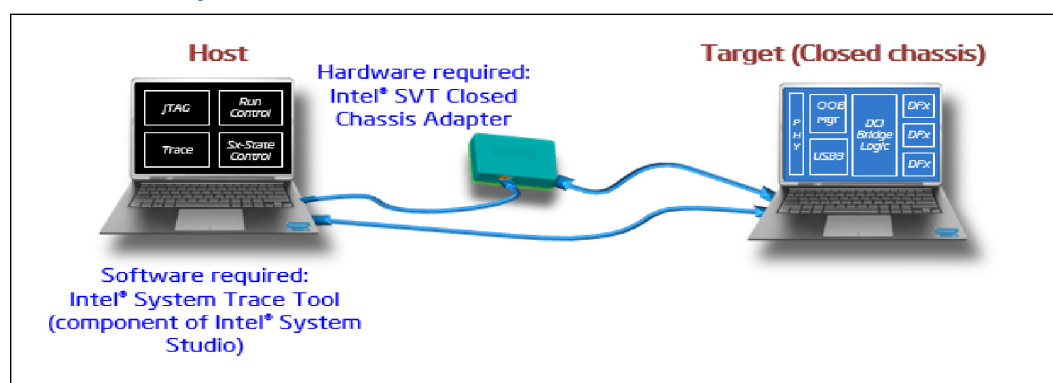 Host
Target (Closed chassis)
Hardware required:
Intel® SVT Closed
Chassis Adapter
JTAG
Run
Control
Trace
Sx-State
Control
P
H
Y
OOB
Mgr
USB3
DCI
Bridge
Logic
DFx
DFx
DFx
Software required:
Intel® System Trace Tool
(component of Intel® System
Studio)